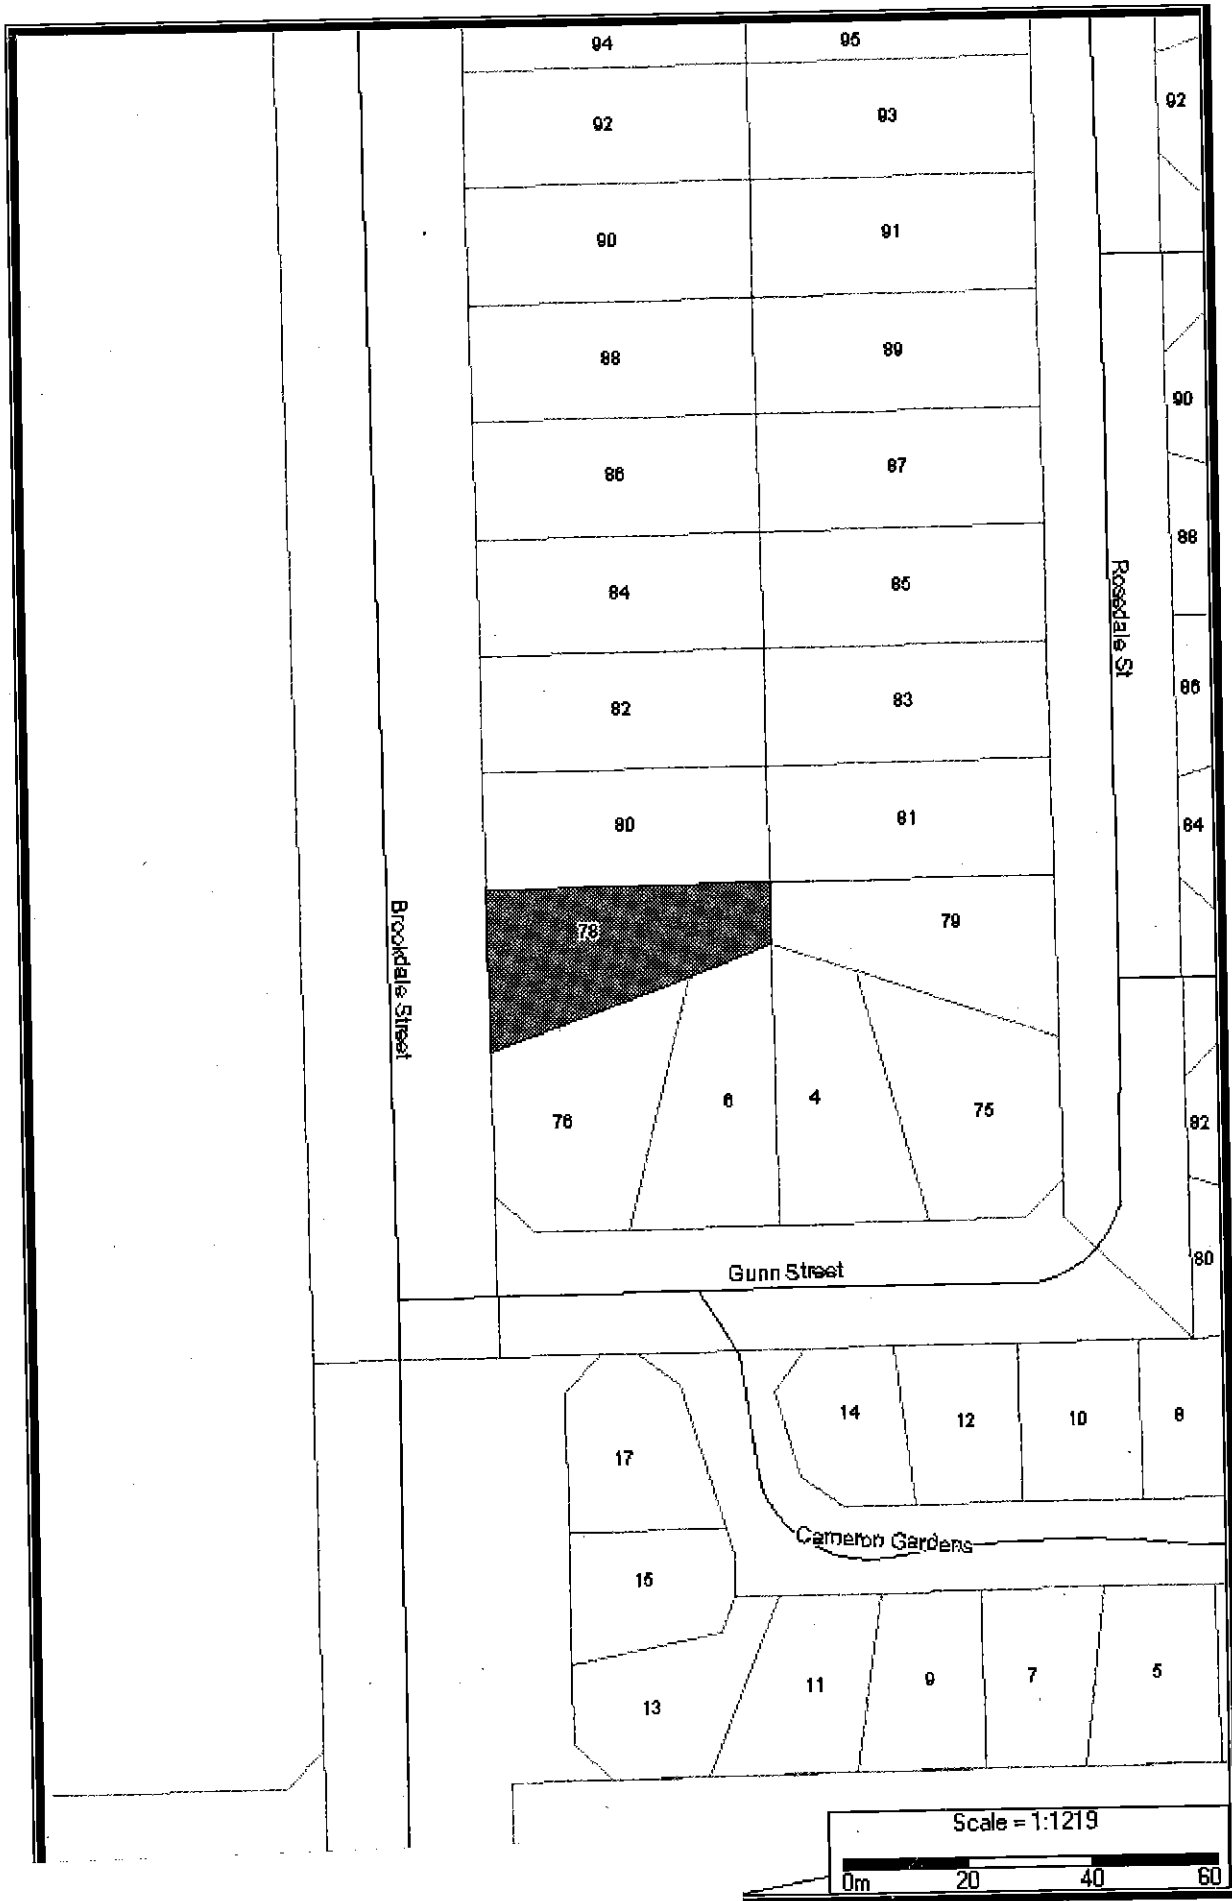 94 95
92 93 92
90 91
88 89
90
86 87
88
84 85
Rosedale St
86
82 83
80 81 84
78 79
Brookdale Street
76 6 4 75 82
80
Gunn Street
14 12 10 8
17
Cameron Gardens
15
13 11 9 7 5
Scale = 1:1219
0m 20 40 60